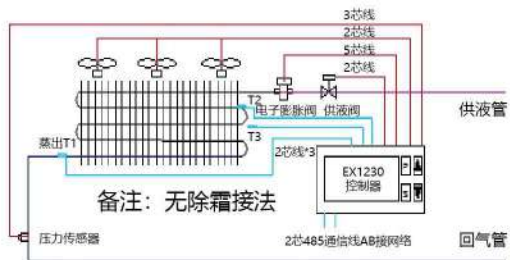 3芯线
2芯线
5芯线
2芯线
T2
电子膨胀阀 供液阀
供液管
T3
蒸出T1
2芯线*3
EX1230
控制器
备注：无除霜接法
压力传感器
2芯485通信线AB接网络
回气管